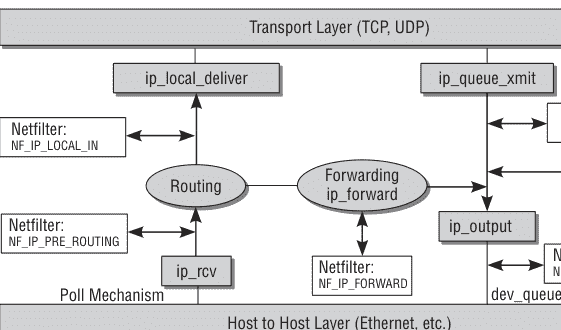 Transport Layer (TCP, UDP)
ip_local_deliver
ip_queue_xmit
Netfilter:
NF_IP_LOCAL_IN
Routing
Forwarding
ip_forward
Netfilter:
NF_IP_PRE_ROUTING
ip_output
ip_rcv
Netfilter:
NF_IP_FORWARD
Poll Mechanism
dev_queue
Host to Host Layer (Ethernet, etc.)